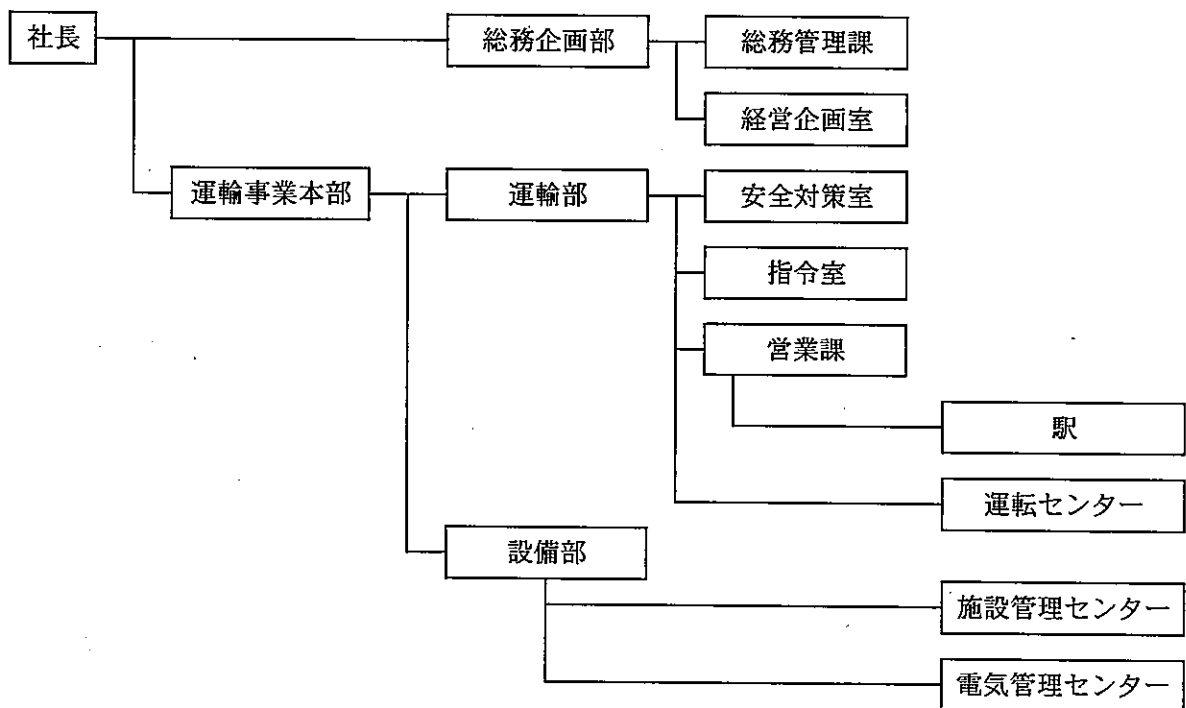 社長
総務企画部
総務管理課
経営企画室
運輸事業本部
運輸部
安全対策室
指令室
営業課
駅
運転センター
設備部
施設管理センター
電気管理センター